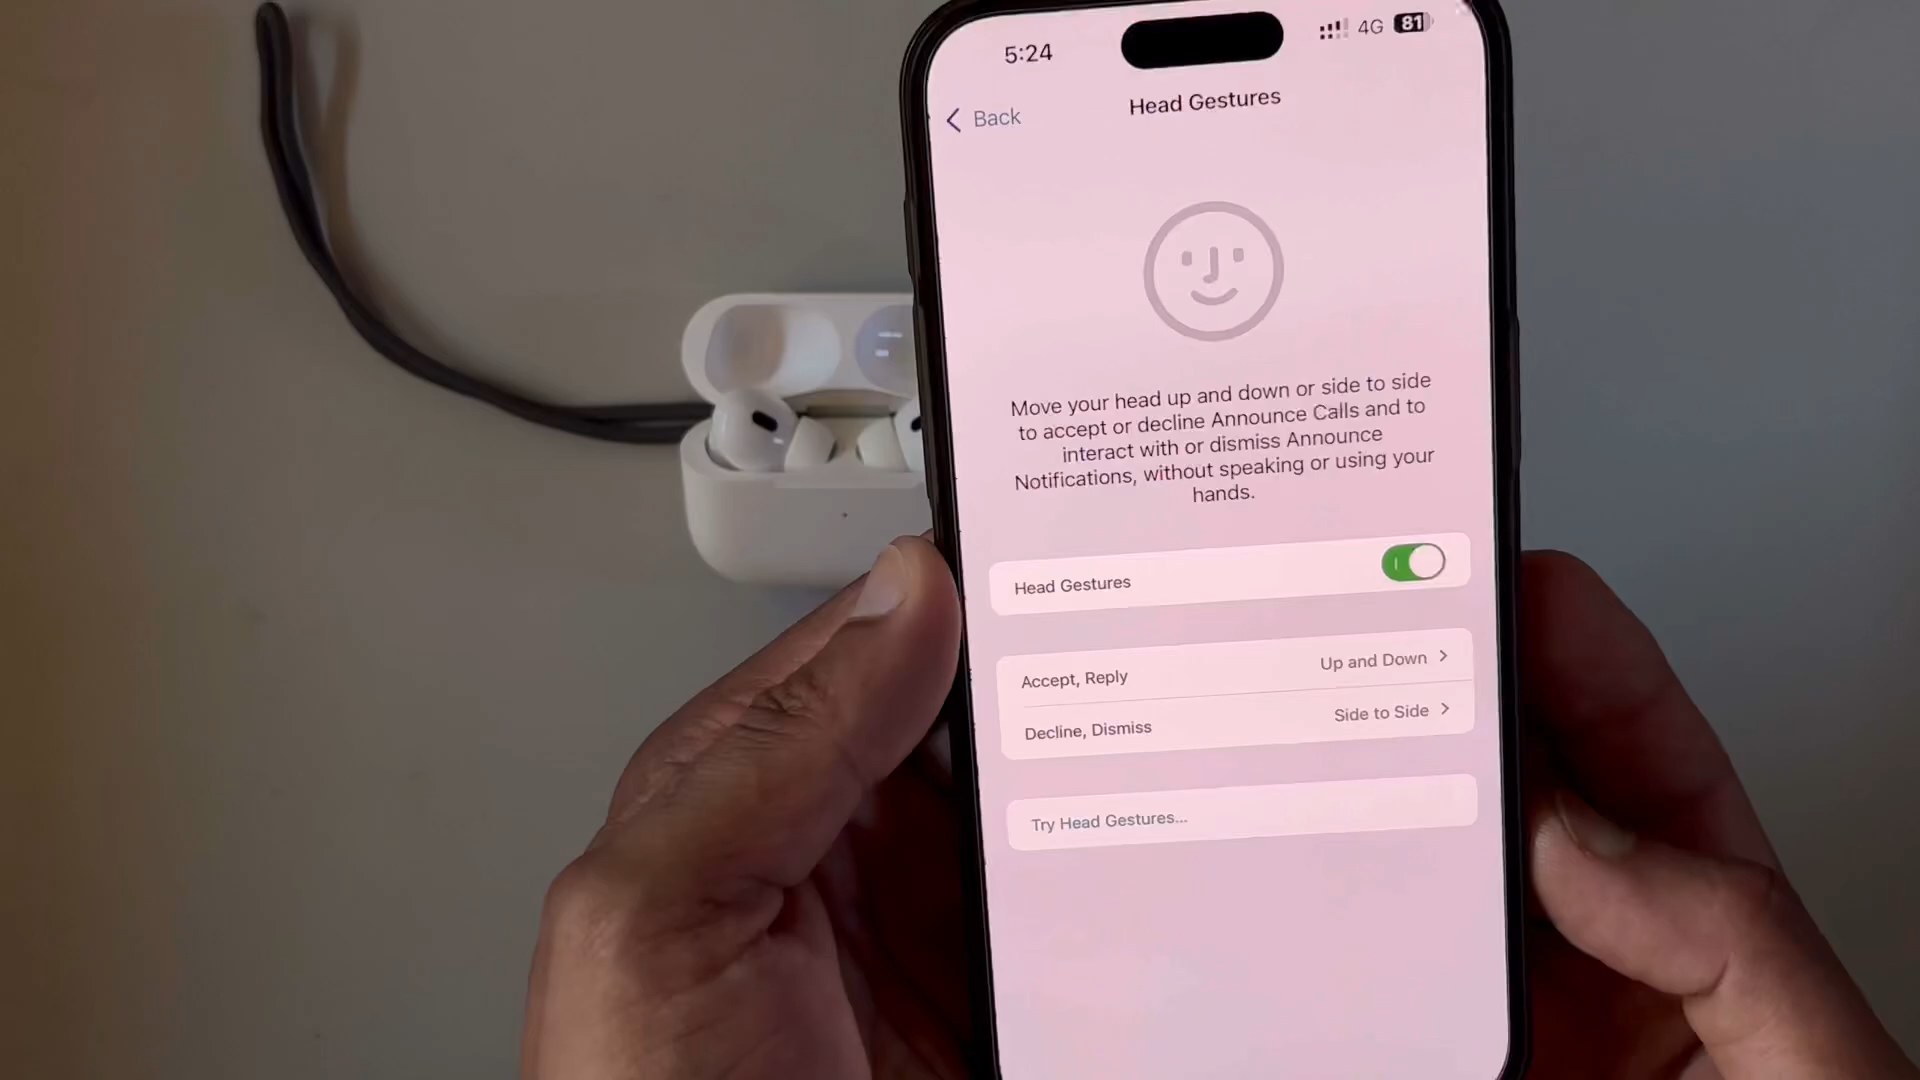 5:24
4G 81
Back
Head Gestures
Move your head up and down or side to side
to accept or decline Announce Calls and to
interact with or dismiss Announce
Notifications, without speaking or using your
hands.
Head Gestures
Accept, Reply Up and Down
Decline, Dismiss Side to Side
Try Head Gestures...